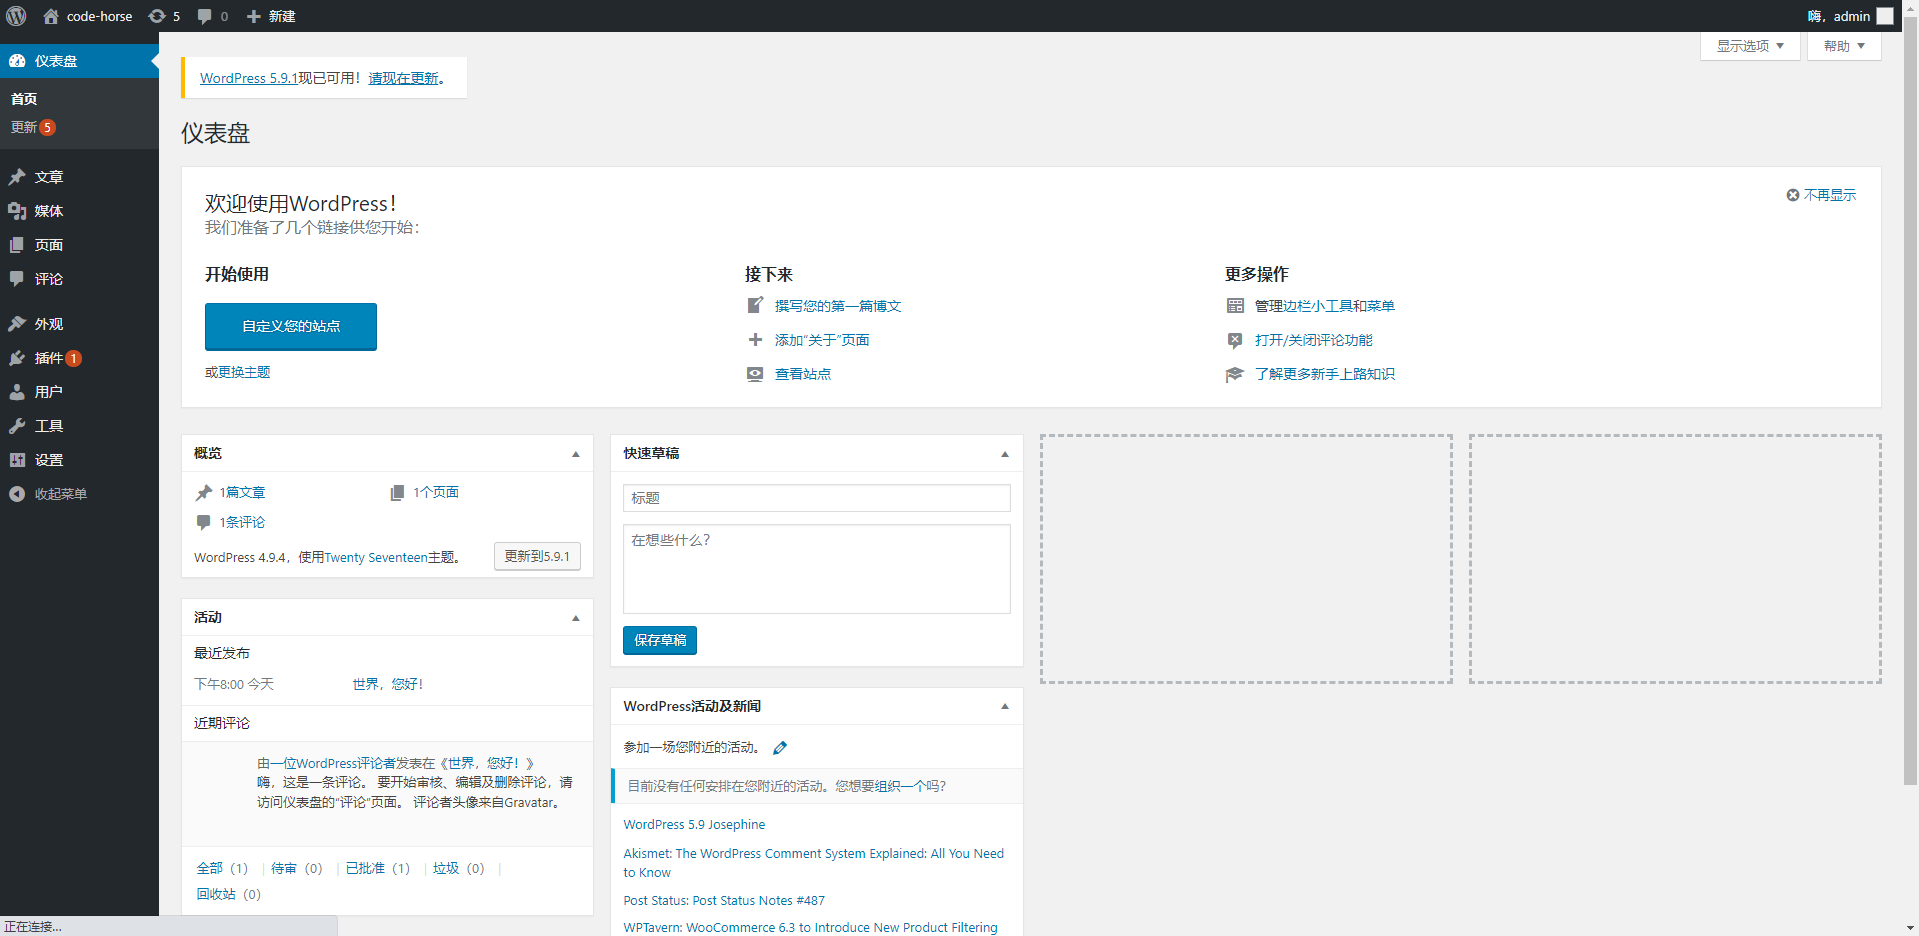 code-horse 5 0 新建 嗨，admin
仪表盘
首页
更新 5
文章
媒体
页面
评论
外观
插件 1
用户
工具
设置
收起菜单
显示选项 帮助
WordPress 5.9.1现已可用！请现在更新。
仪表盘
欢迎使用WordPress！
我们准备了几个链接供您开始：
不再显示
开始使用
自定义您的站点
或更换主题
接下来
撰写您的第一篇博文
添加“关于”页面
查看站点
更多操作
管理边栏小工具和菜单
打开/关闭评论功能
了解更多新手上路知识
概览
1篇文章 1个页面
1条评论
WordPress 4.9.4，使用Twenty Seventeen主题。 更新到5.9.1
活动
最近发布
下午8:00 今天 世界，您好！
近期评论
由一位WordPress评论者发表在《世界，您好！》
嗨，这是一条评论。 要开始审核、编辑及删除评论，请
访问仪表盘的“评论”页面。 评论者头像来自Gravatar。
全部（1） | 待审（0） | 已批准（1） | 垃圾（0） |
回收站（0）
快速草稿
标题
在想些什么？
保存草稿
WordPress活动及新闻
参加一场您附近的活动。
目前没有任何安排在您附近的活动。您想要组织一个吗？
WordPress 5.9 Josephine
Akismet: The WordPress Comment System Explained: All You Need
to Know
Post Status: Post Status Notes #487
WPTavern: WooCommerce 6.3 to Introduce New Product Filtering
正在连接...